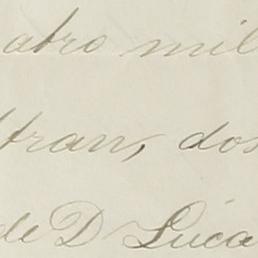 atro mil
tran, dos
de D Luca